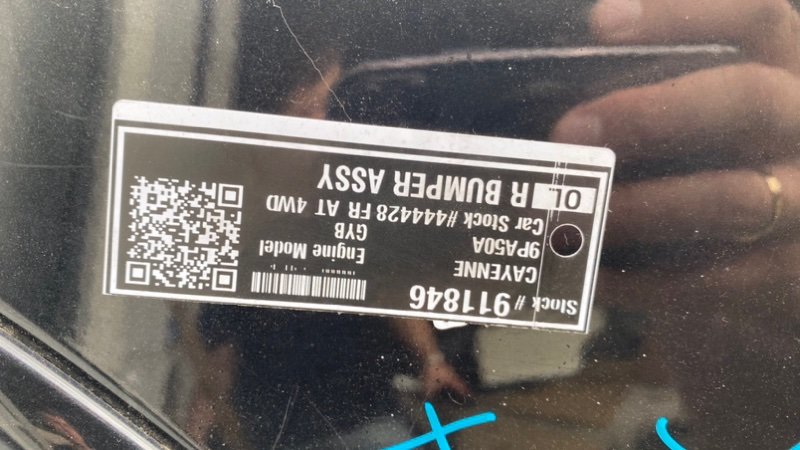 Stock # 911846
CAYENNE
9PA50A
Engine Model
GYB
Car Stock #444428 FR AT 4WD
OL.. R BUMPER ASSY